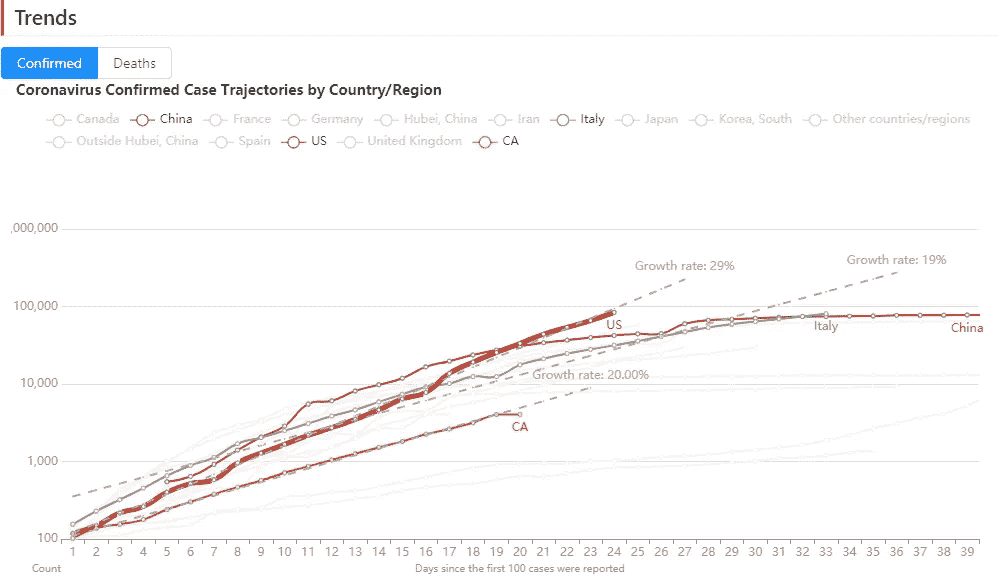 Trends
Confirmed Deaths
Coronavirus Confirmed Case Trajectories by Country/Region
Canada China France Germany Hubei, China Iran Italy Japan Korea, South Other countries/regions
Outside Hubei, China Spain US United Kingdom CA
,000,000
Growth rate: 19%
Growth rate: 29%
100,000
US Italy China
Growth rate: 20.00%
10,000
CA
1,000
100
1 2 3 4 5 6 7 8 9 10 11 12 13 14 15 16 17 18 19 20 21 22 23 24 25 26 27 28 29 30 31 32 33 34 35 36 37 38 39
Count Days since the first 100 cases were reported